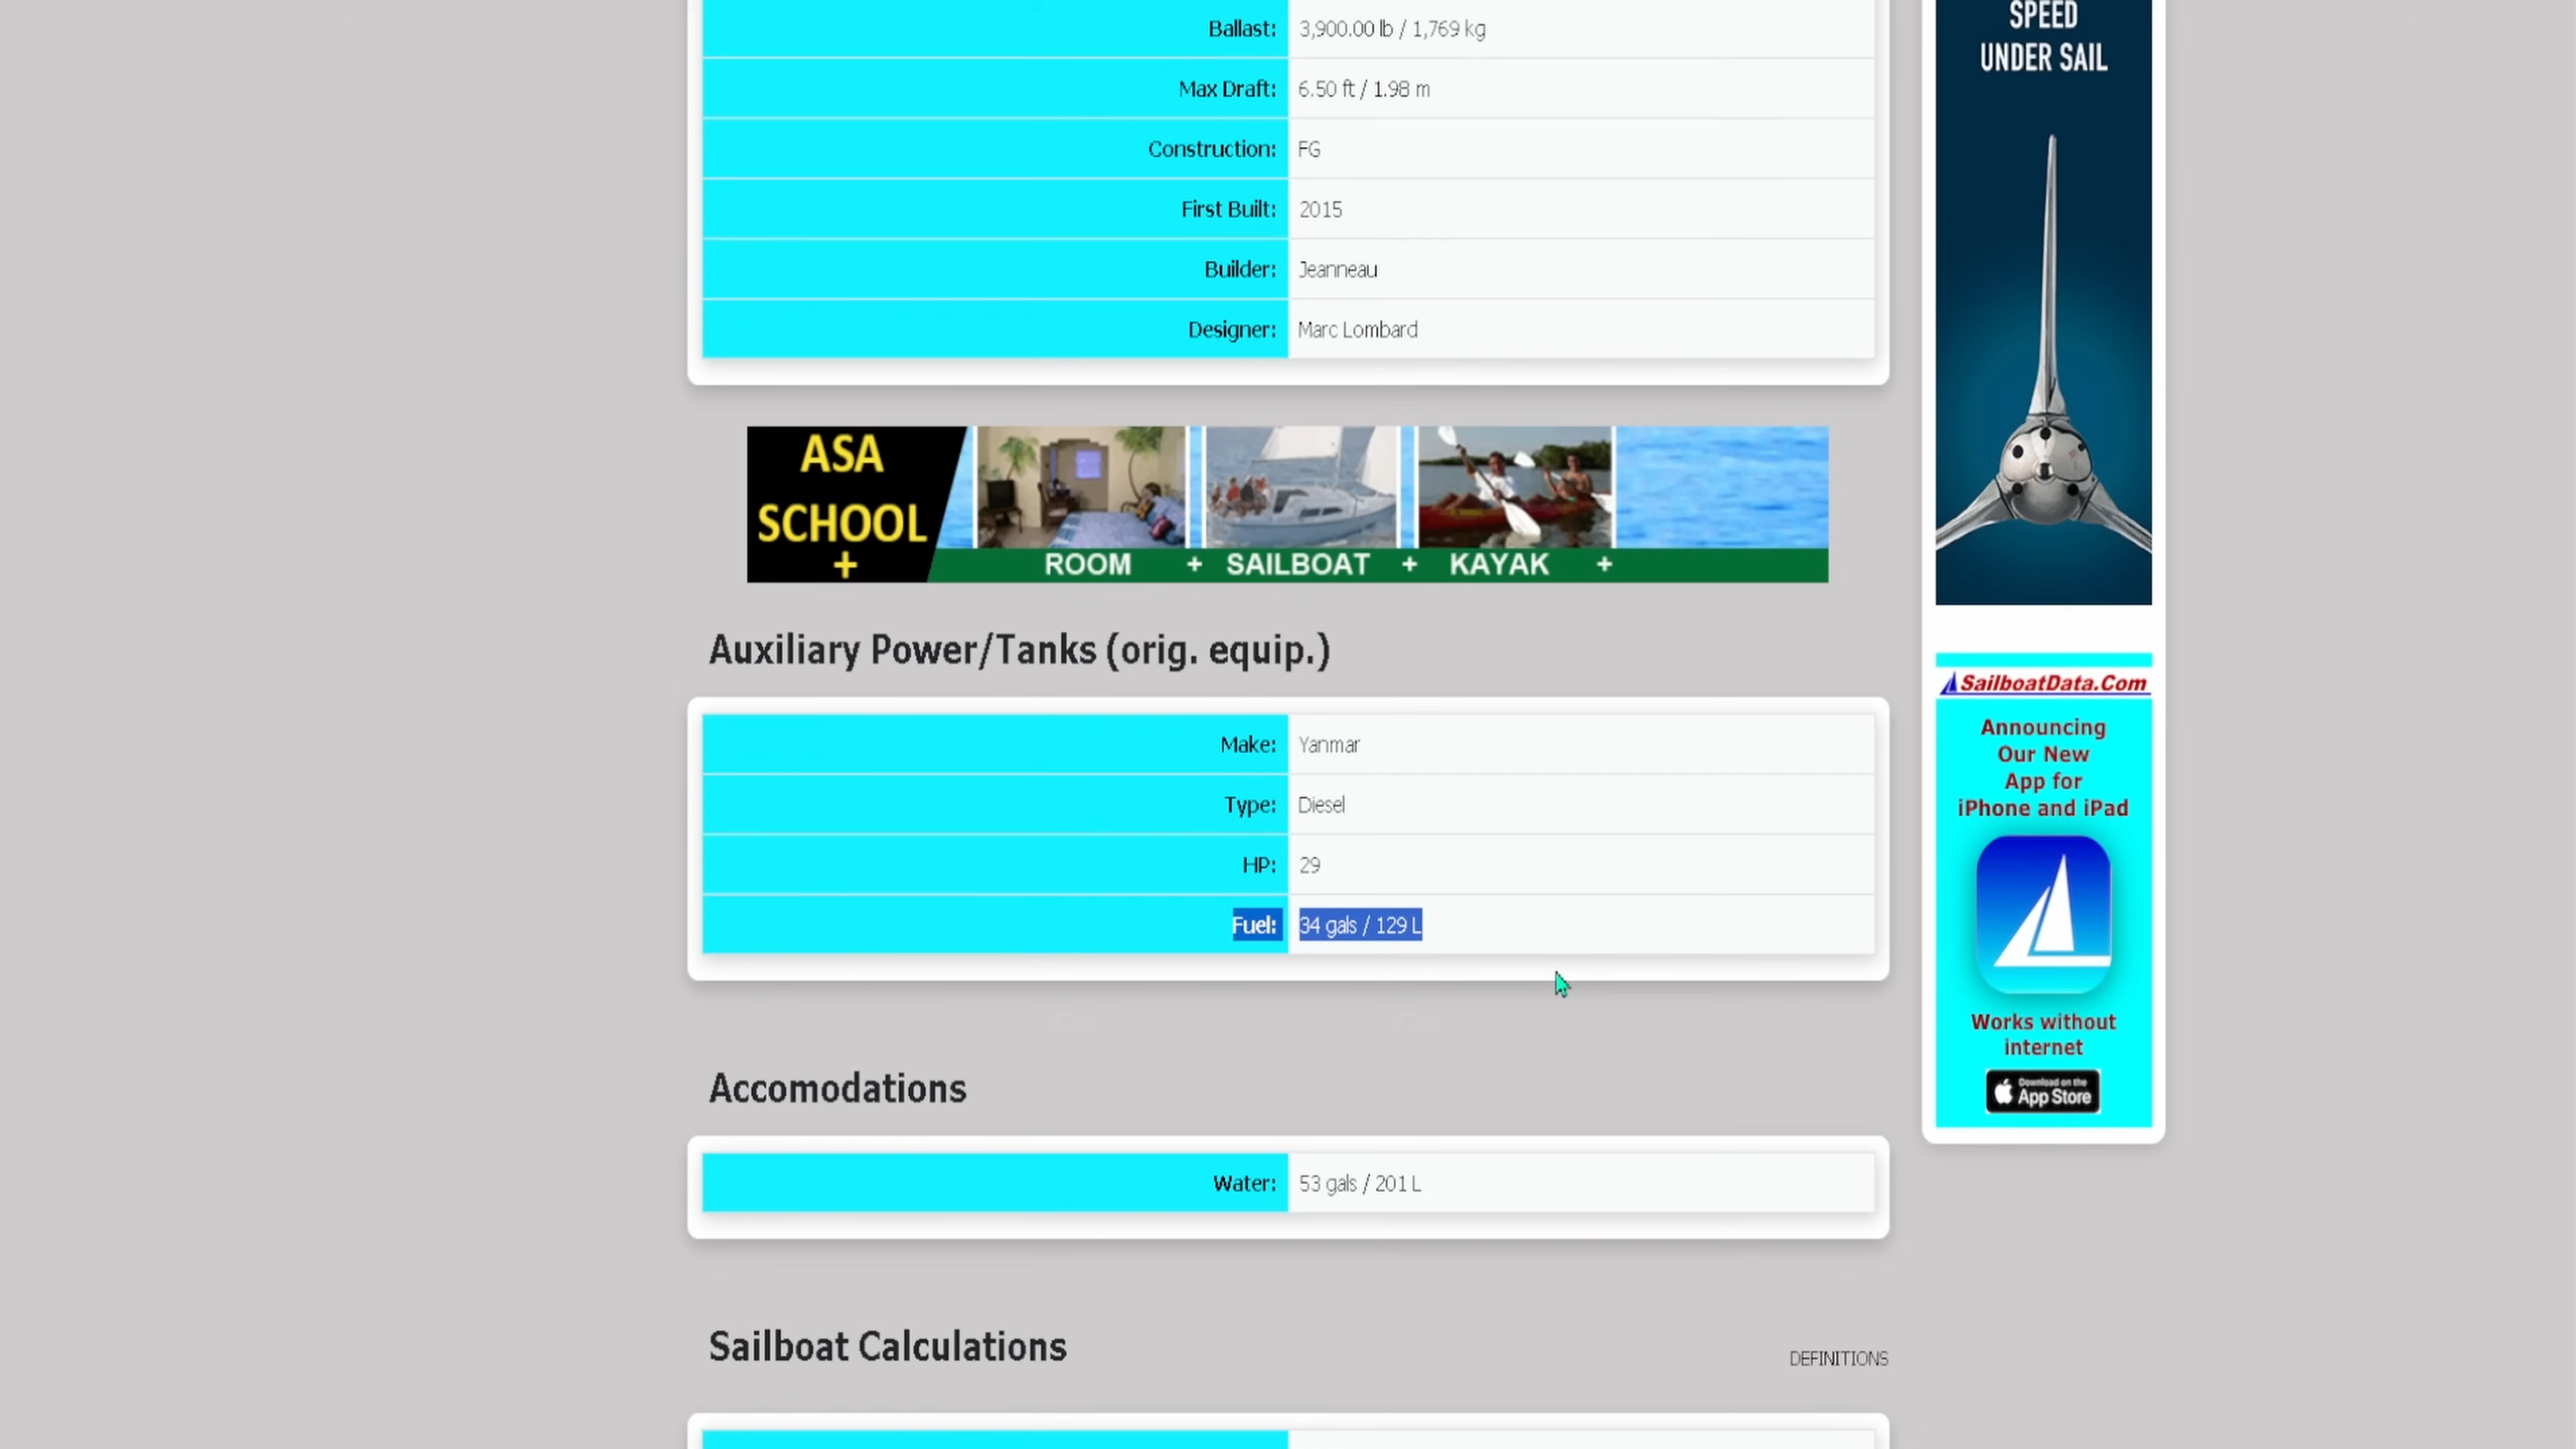 Ballast: 3,900.00 lb / 1,769 kg
Max Draft: 6.50 ft / 1.98 m
Construction: FG
First Built: 2015
Builder: Jeanneau
Designer: Marc Lombard
ASA
SCHOOL
+
ROOM + SAILBOAT + KAYAK +
Auxiliary Power/Tanks (orig. equip.)
Make: Yanmar
Type: Diesel
HP: 29
Fuel: 34 gals / 129 L
Accomodations
Water: 53 gals / 201 L
Sailboat Calculations
DEFINITIONS
SPEED
UNDER SAIL
SailboatData.Com
Announcing
Our New
App for
iPhone and iPad
Works without
internet
Download on the
App Store